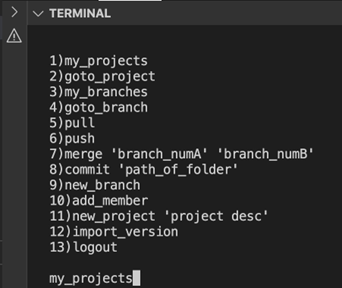 TERMINAL
1)my_projects
2)goto_project
3)my_branches
4)goto_branch
5)pull
6)push
7)merge 'branch_numA' 'branch_numB'
8)commit 'path_of_folder'
9)new_branch
10)add_member
11)new_project 'project desc'
12)import_version
13)logout
my_projects